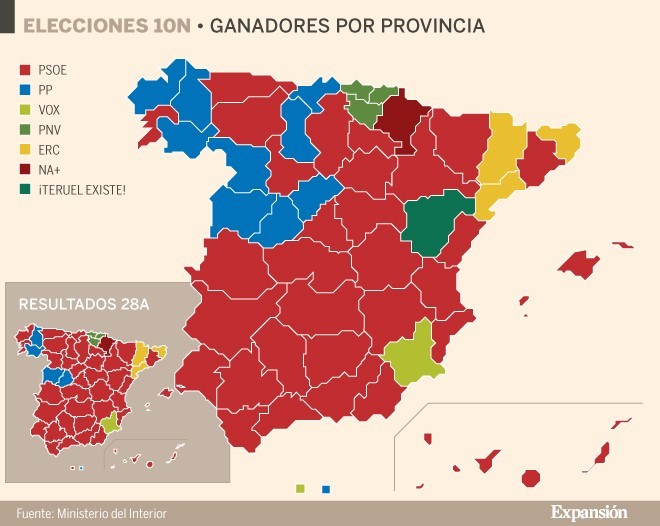 ELECCIONES 10N • GANADORES POR PROVINCIA
PSOE
PP
VOX
PNV
ERC
NA+
¡TERUEL EXISTE!
RESULTADOS 28A
Fuente: Ministerio del Interior
Expansión